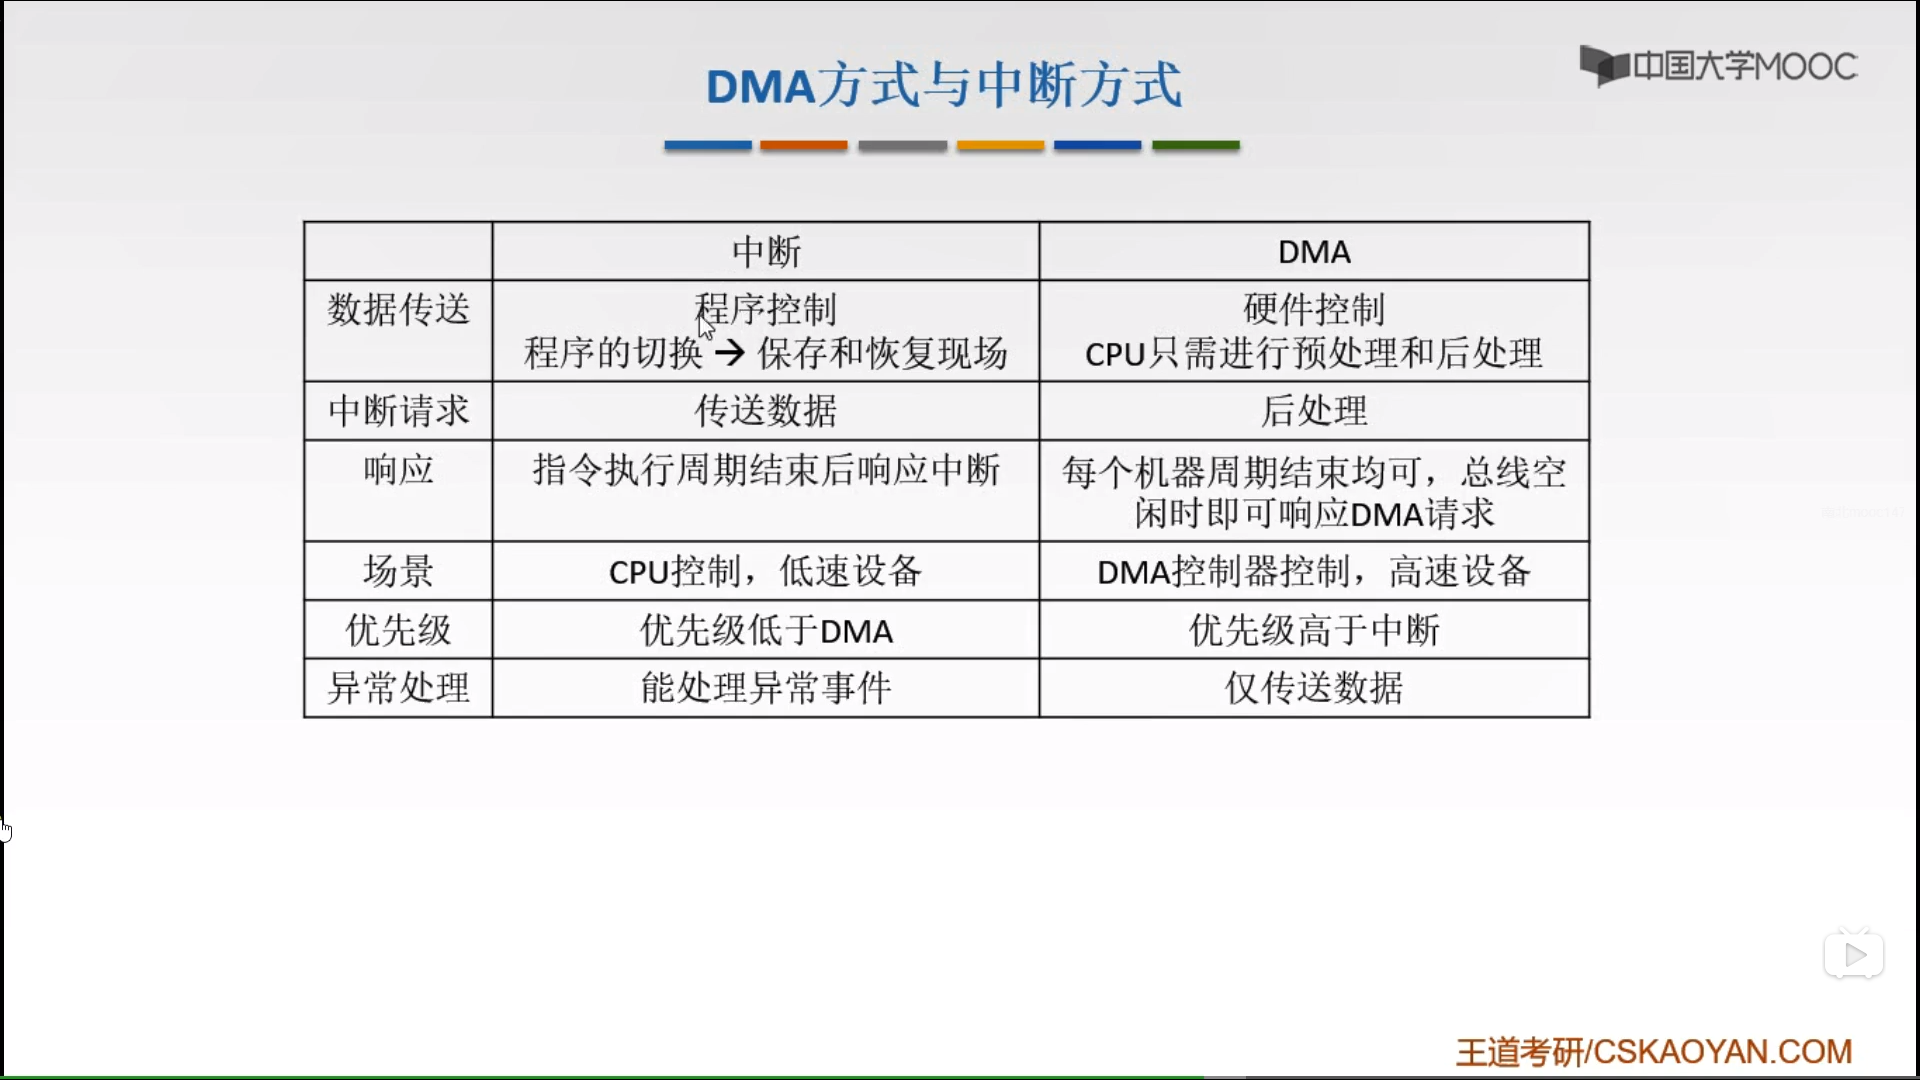 DMA方式与中断方式
中国大学MOOC
中断 DMA
数据传送 程序控制 硬件控制
程序的切换 → 保存和恢复现场 CPU只需进行预处理和后处理
中断请求 传送数据 后处理
响应 指令执行周期结束后响应中断 每个机器周期结束均可，总线空
闲时即可响应DMA请求
场景 CPU控制，低速设备 DMA控制器控制，高速设备
优先级 优先级低于DMA 优先级高于中断
异常处理 能处理异常事件 仅传送数据
王道考研/CSKAOYAN.COM